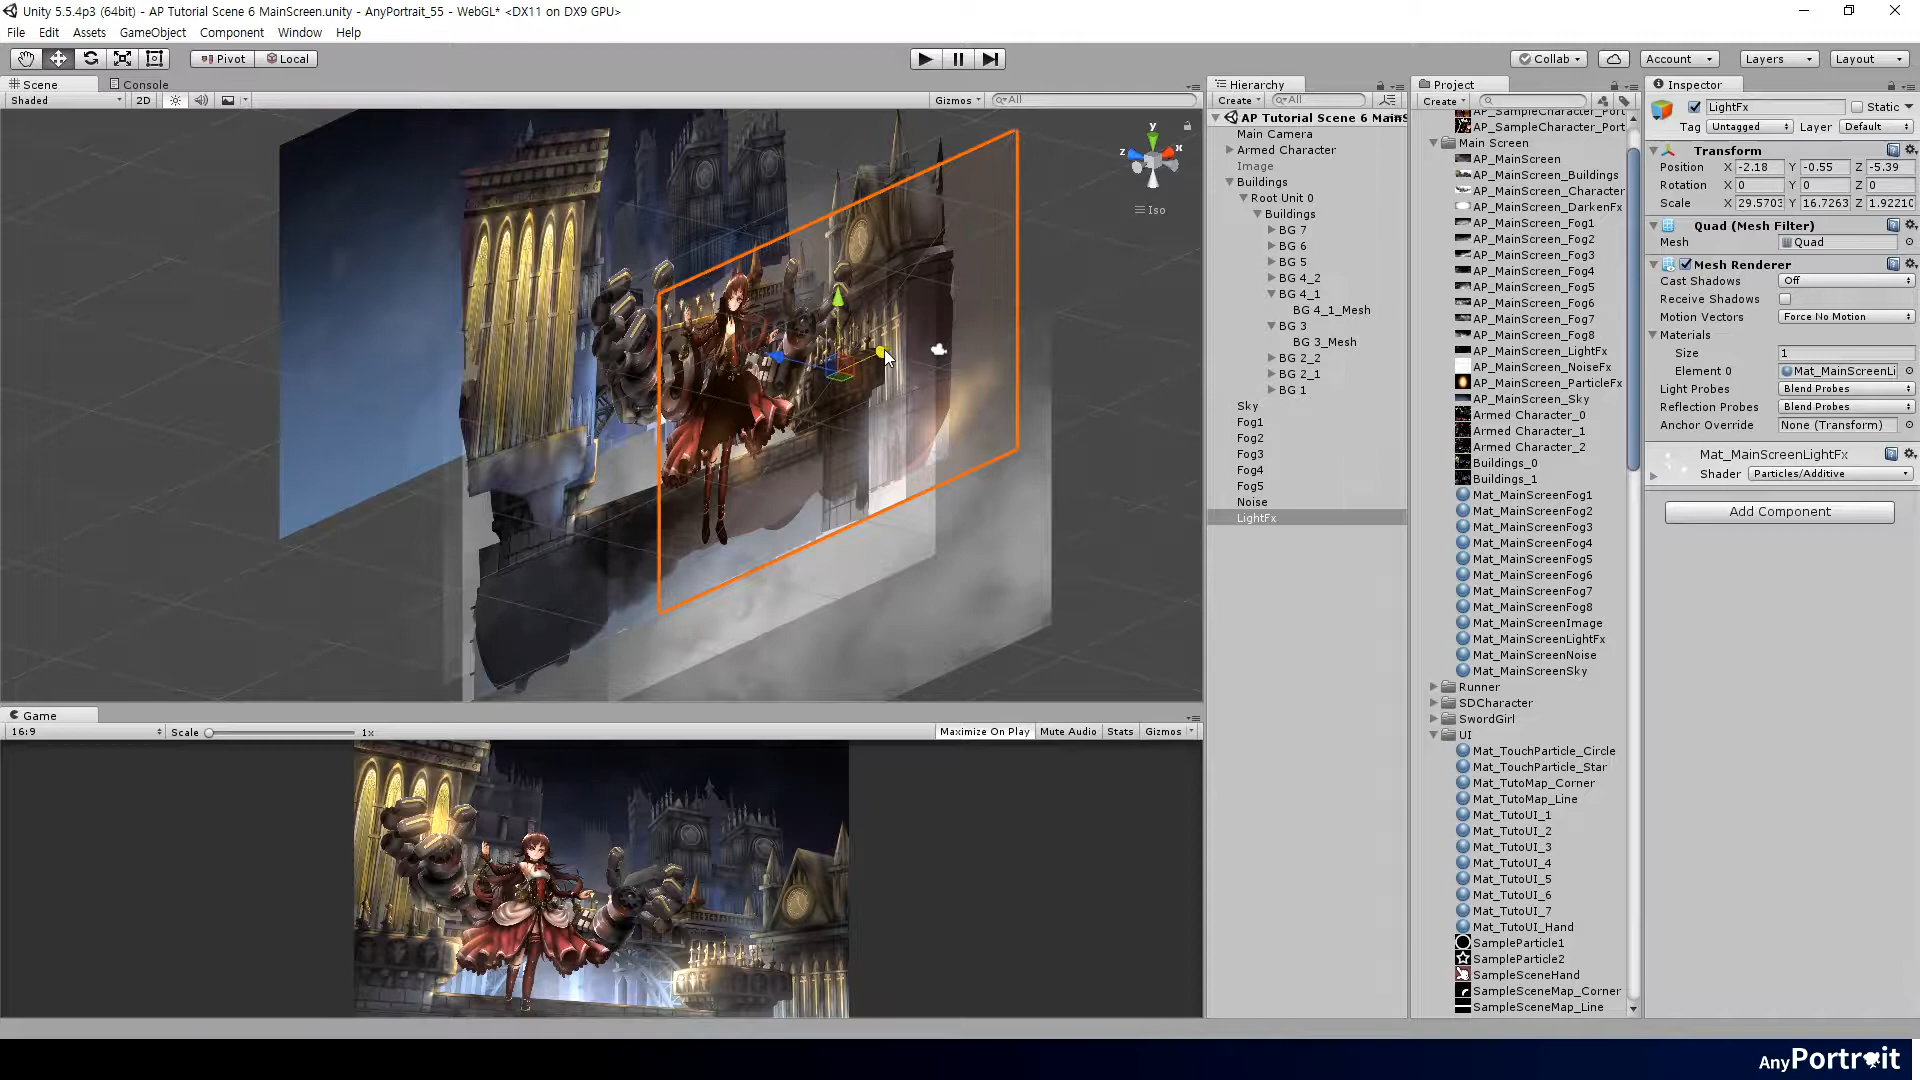 Unity 5.5.4p3 (64bit) - AP Tutorial Scene 6 MainScreen.unity - AnyPortrait_55 - WebGL* <DX11 on DX9 GPU>
File Edit Assets GameObject Component Window Help
Pivot Local Collab Account Layers Layout
Scene Console
Shaded 2D Gizmos All
y
z x
Iso
Game
16:9 Scale 1x Maximize On Play Mute Audio Stats Gizmos
Hierarchy
Create All
AP Tutorial Scene 6 MainS
Main Camera
Armed Character
Image
Buildings
Root Unit 0
Buildings
BG 7
BG 6
BG 5
BG 4_2
BG 4_1
BG 4_1_Mesh
BG 3
BG 3_Mesh
BG 2_2
BG 2_1
BG 1
Sky
Fog1
Fog2
Fog3
Fog4
Fog5
Noise
LightFx
Project
Create
AP_SampleCharacter_Port
AP_SampleCharacter_Port
Main Screen
AP_MainScreen
AP_MainScreen_Buildings
AP_MainScreen_Character
AP_MainScreen_DarkenFx
AP_MainScreen_Fog1
AP_MainScreen_Fog2
AP_MainScreen_Fog3
AP_MainScreen_Fog4
AP_MainScreen_Fog5
AP_MainScreen_Fog6
AP_MainScreen_Fog7
AP_MainScreen_Fog8
AP_MainScreen_LightFx
AP_MainScreen_NoiseFx
AP_MainScreen_ParticleFx
AP_MainScreen_Sky
Armed Character_0
Armed Character_1
Armed Character_2
Buildings_0
Buildings_1
Mat_MainScreenFog1
Mat_MainScreenFog2
Mat_MainScreenFog3
Mat_MainScreenFog4
Mat_MainScreenFog5
Mat_MainScreenFog6
Mat_MainScreenFog7
Mat_MainScreenFog8
Mat_MainScreenImage
Mat_MainScreenLightFx
Mat_MainScreenNoise
Mat_MainScreenSky
Runner
SDCharacter
SwordGirl
UI
Mat_TouchParticle_Circle
Mat_TouchParticle_Star
Mat_TutoMap_Corner
Mat_TutoMap_Line
Mat_TutoUI_1
Mat_TutoUI_2
Mat_TutoUI_3
Mat_TutoUI_4
Mat_TutoUI_5
Mat_TutoUI_6
Mat_TutoUI_7
Mat_TutoUI_Hand
SampleParticle1
SampleParticle2
SampleSceneHand
SampleSceneMap_Corner
SampleSceneMap_Line
Inspector
LightFx Static
Tag Untagged Layer Default
Transform
Position X -2.18 Y -0.55 Z -5.39
Rotation X 0 Y 0 Z 0
Scale X 29.5703 Y 16.7263 Z 1.92210
Quad (Mesh Filter)
Mesh Quad
Mesh Renderer
Cast Shadows Off
Receive Shadows
Motion Vectors Force No Motion
Materials
Size 1
Element 0 Mat_MainScreenLi
Light Probes Blend Probes
Reflection Probes Blend Probes
Anchor Override None (Transform)
Mat_MainScreenLightFx
Shader Particles/Additive
Add Component
AnyPortrait